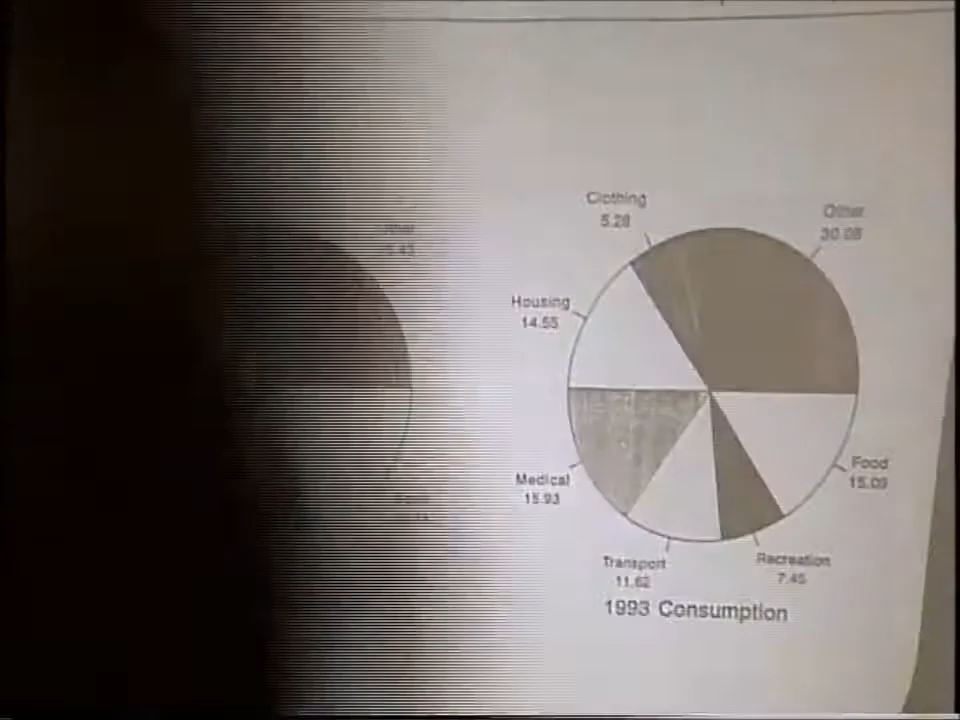 Clothing
5.28
Other
30.08
Housing
14.55
Medical
15.93
Food
15.09
Transport
11.62
Recreation
7.45
1993 Consumption